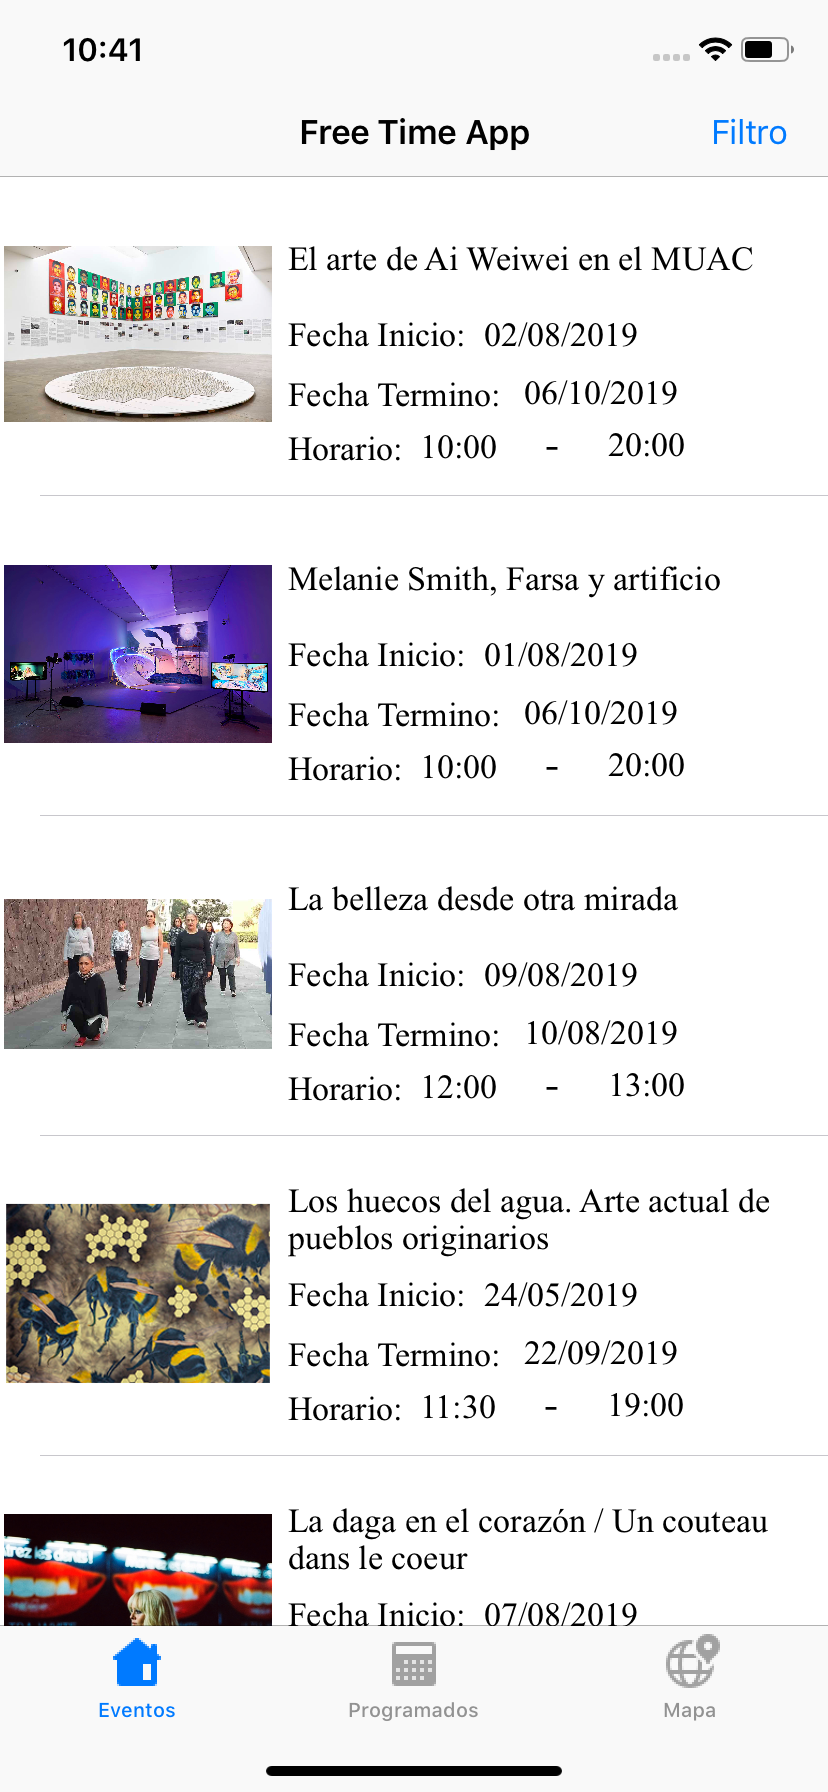 10:41
Free Time App
Filtro
El arte de Ai Weiwei en el MUAC
Fecha Inicio: 02/08/2019
Fecha Termino: 06/10/2019
Horario: 10:00 - 20:00
Melanie Smith, Farsa y artificio
Fecha Inicio: 01/08/2019
Fecha Termino: 06/10/2019
Horario: 10:00 - 20:00
La belleza desde otra mirada
Fecha Inicio: 09/08/2019
Fecha Termino: 10/08/2019
Horario: 12:00 - 13:00
Los huecos del agua. Arte actual de
pueblos originarios
Fecha Inicio: 24/05/2019
Fecha Termino: 22/09/2019
Horario: 11:30 - 19:00
La daga en el corazón / Un couteau
dans le coeur
Fecha Inicio: 07/08/2019
Eventos
Programados
Mapa